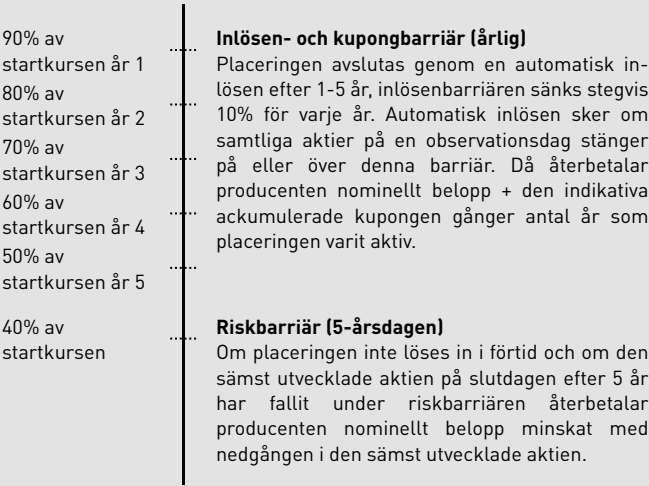 90% av
startkursen år 1
80% av
startkursen år 2
70% av
startkursen år 3
60% av
startkursen år 4
50% av
startkursen år 5
Inlösen- och kupongbarriär (årlig)
Placeringen avslutas genom en automatisk in-
lösen efter 1-5 år, inlösenbarriären sänks stegvis
10% för varje år. Automatisk inlösen sker om
samtliga aktier på en observationsdag stänger
på eller över denna barriär. Då återbetalar
producenten nominellt belopp + den indikativa
ackumulerade kupongen gånger antal år som
placeringen varit aktiv.
40% av
startkursen
Riskbarriär (5-årsdagen)
Om placeringen inte löses in i förtid och om den
sämst utvecklade aktien på slutdagen efter 5 år
har fallit under riskbarriären återbetalar
producenten nominellt belopp minskat med
nedgången i den sämst utvecklade aktien.